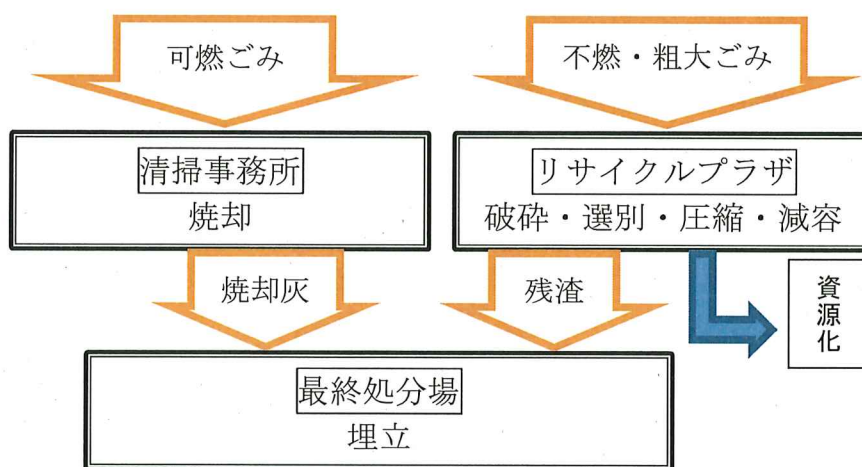 可燃ごみ
不燃・粗大ごみ
清掃事務所
焼却
リサイクルプラザ
破砕・選別・圧縮・減容
焼却灰
残渣
資源化
最終処分場
埋立